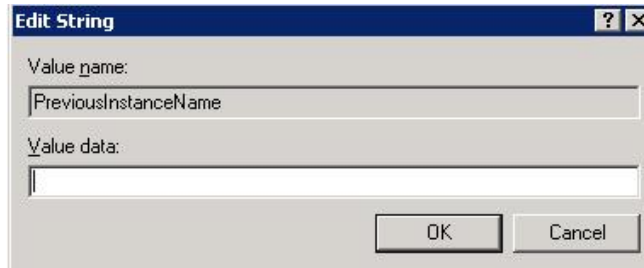 Edit String
Value name:
PreviousInstanceName
Value data:
OK Cancel